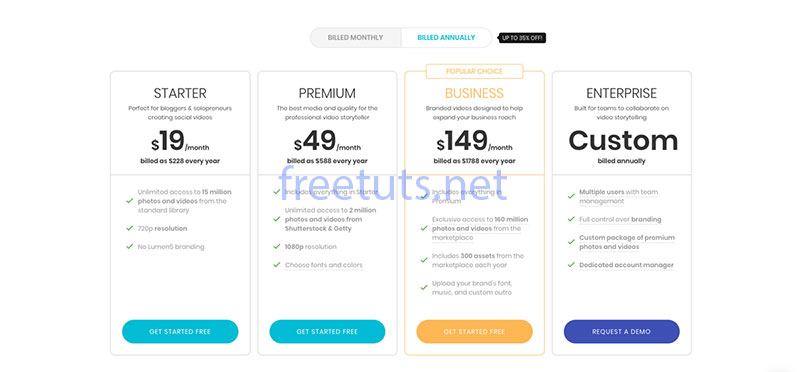 BILLED MONTHLY
BILLED ANNUALLY
UP TO 35% OFF!
STARTER
Perfect for bloggers & solopreneurs
creating social videos
$19/month
billed as $228 every year
Unlimited access to 15 million
photos and videos from the
standard library
720p resolution
No Lumen5 branding
GET STARTED FREE
PREMIUM
The best media and quality for the
professional video storyteller
$49/month
billed as $588 every year
Includes everything in Starter
Unlimited access to 2 million
photos and videos from
Shutterstock & Getty
1080p resolution
Choose fonts and colors
GET STARTED FREE
POPULAR CHOICE
BUSINESS
Branded videos designed to help
expand your business reach
$149/month
billed as $1788 every year
Includes everything in
Premium
Exclusive access to 160 million
photos and videos from the
marketplace
Includes 300 assets from the
marketplace each year
Upload your brand's font,
music, and custom outro
GET STARTED FREE
ENTERPRISE
Built for teams to collaborate on
video storytelling
Custom
billed annually
Multiple users with team
management
Full control over branding
Custom package of premium
photos and videos
Dedicated account manager
REQUEST A DEMO
freetuts.net